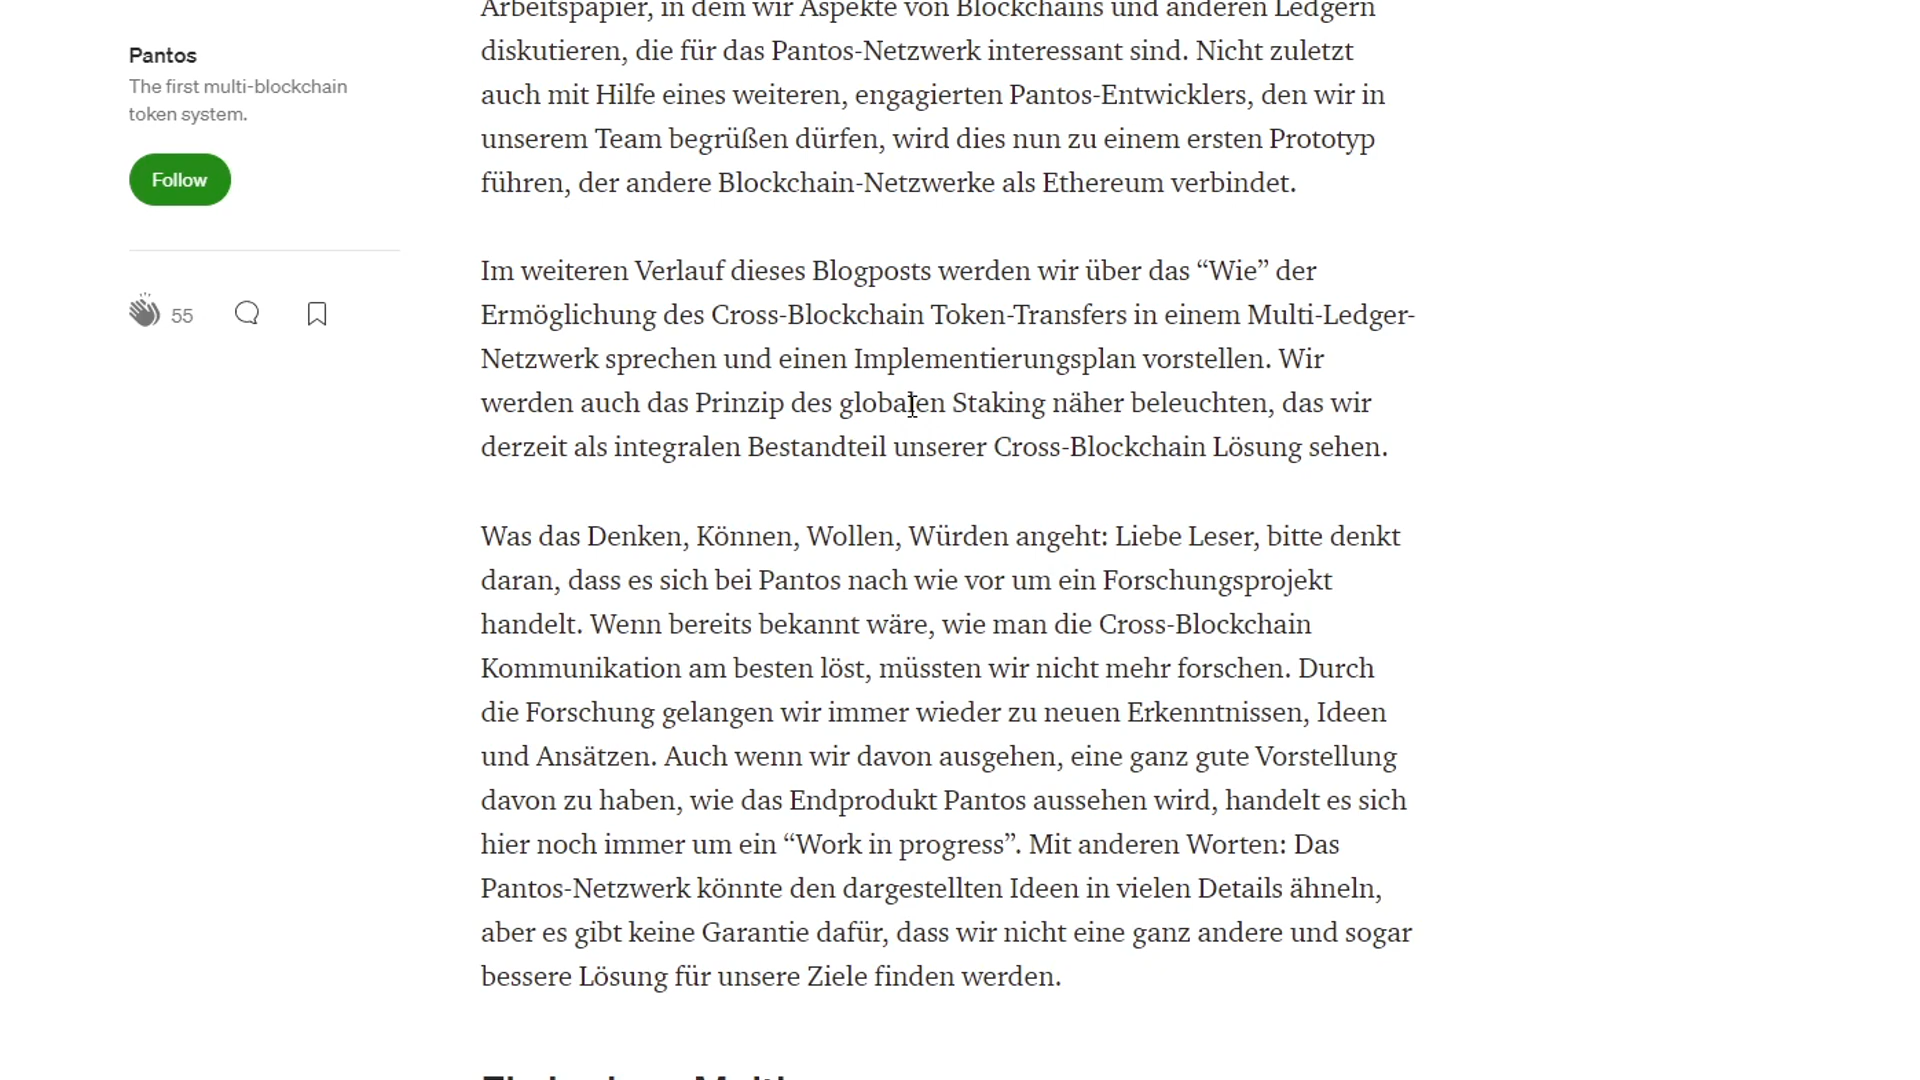 Pantos
The first multi-blockchain
token system.
Follow
55
Arbeitspapier, in dem wir Aspekte von Blockchains und anderen Ledgern
diskutieren, die für das Pantos-Netzwerk interessant sind. Nicht zuletzt
auch mit Hilfe eines weiteren, engagierten Pantos-Entwicklers, den wir in
unserem Team begrüßen dürfen, wird dies nun zu einem ersten Prototyp
führen, der andere Blockchain-Netzwerke als Ethereum verbindet.
Im weiteren Verlauf dieses Blogposts werden wir über das “Wie” der
Ermöglichung des Cross-Blockchain Token-Transfers in einem Multi-Ledger-
Netzwerk sprechen und einen Implementierungsplan vorstellen. Wir
werden auch das Prinzip des globalen Staking näher beleuchten, das wir
derzeit als integralen Bestandteil unserer Cross-Blockchain Lösung sehen.
Was das Denken, Können, Wollen, Würden angeht: Liebe Leser, bitte denkt
daran, dass es sich bei Pantos nach wie vor um ein Forschungsprojekt
handelt. Wenn bereits bekannt wäre, wie man die Cross-Blockchain
Kommunikation am besten löst, müssten wir nicht mehr forschen. Durch
die Forschung gelangen wir immer wieder zu neuen Erkenntnissen, Ideen
und Ansätzen. Auch wenn wir davon ausgehen, eine ganz gute Vorstellung
davon zu haben, wie das Endprodukt Pantos aussehen wird, handelt es sich
hier noch immer um ein “Work in progress”. Mit anderen Worten: Das
Pantos-Netzwerk könnte den dargestellten Ideen in vielen Details ähneln,
aber es gibt keine Garantie dafür, dass wir nicht eine ganz andere und sogar
bessere Lösung für unsere Ziele finden werden.